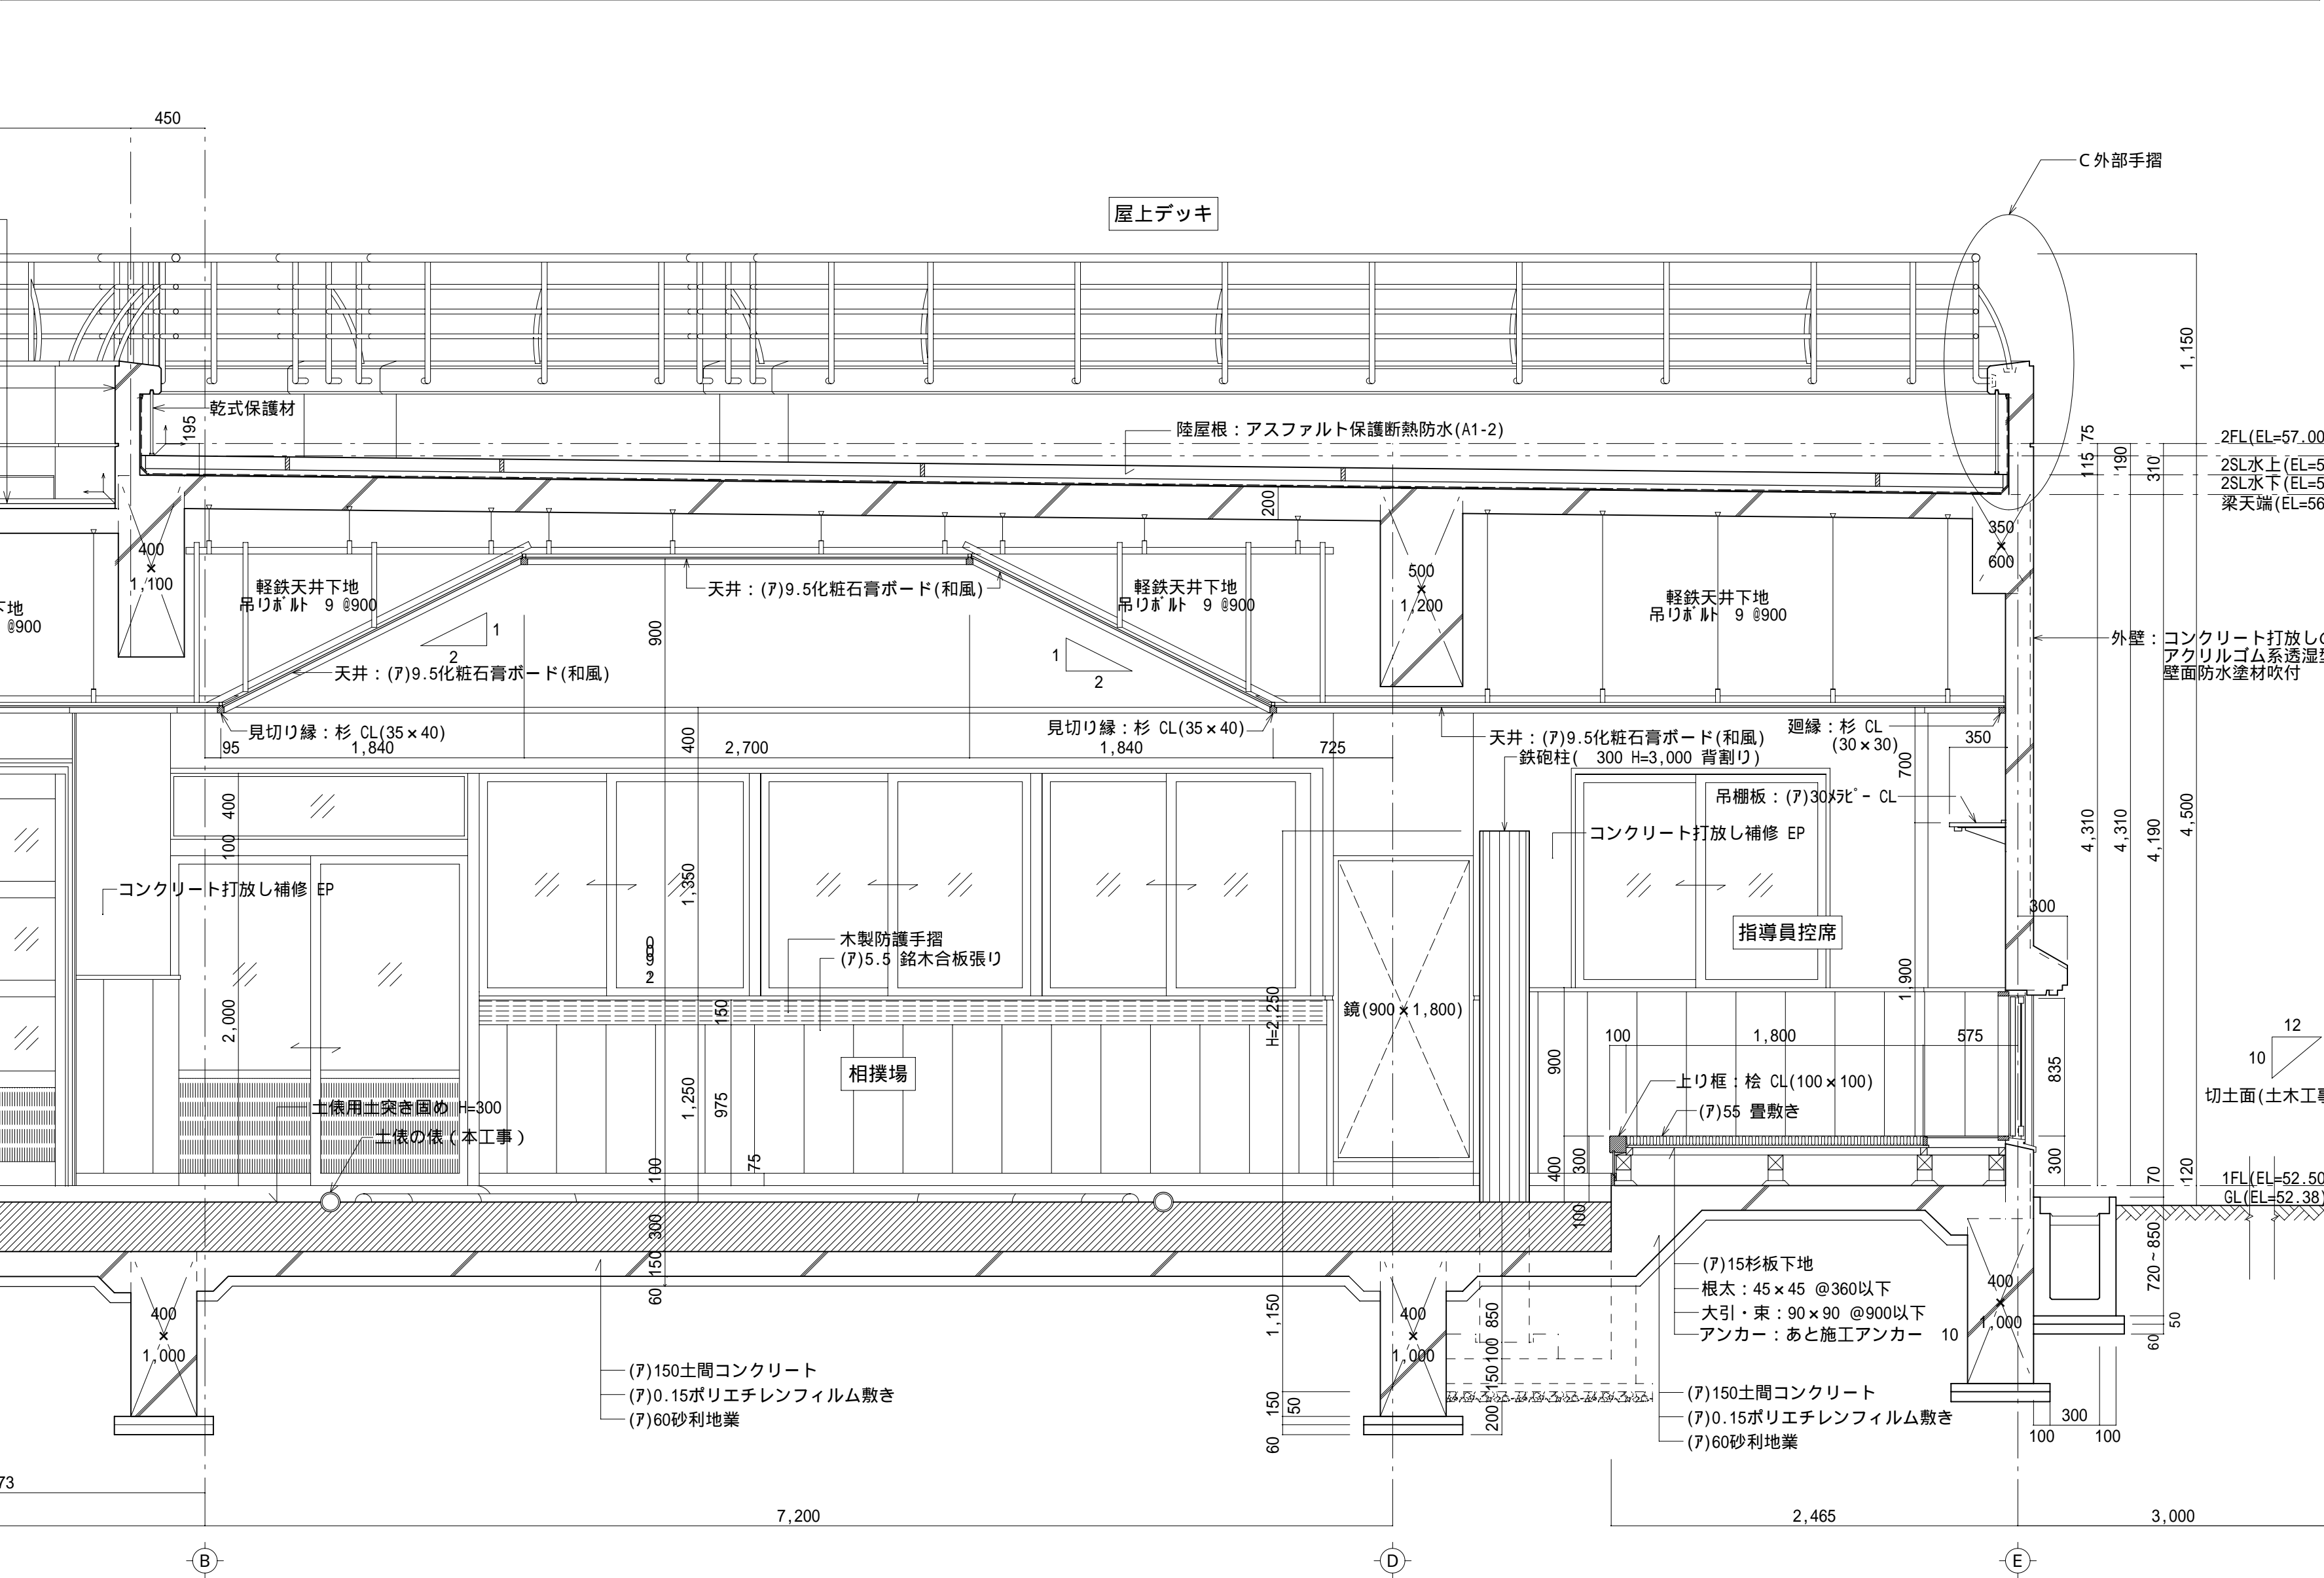 450
C 外部手摺
屋上デッキ
1,150
乾式保護材
195
陸屋根：アスファルト保護断熱防水(A1-2)
75
115
190
310
2FL(EL=57.00
2SL水上(EL=5
2SL水下(EL=5
梁天端(EL=56
200
400
×
1,100
500
×
1,200
350
×
600
下地
@900
軽鉄天井下地
吊りﾎﾞﾙﾄ 9 @900
天井：(ｱ)9.5化粧石膏ボード(和風)
軽鉄天井下地
吊りﾎﾞﾙﾄ 9 @900
軽鉄天井下地
吊りﾎﾞﾙﾄ 9 @900
1
2
900
1
2
天井：(ｱ)9.5化粧石膏ボード(和風)
外壁：コンクリート打放しの
アクリルゴム系透湿型
壁面防水塗材吹付
見切り縁：杉 CL(35×40)
見切り縁：杉 CL(35×40)
廻縁：杉 CL
(30×30)
天井：(ｱ)9.5化粧石膏ボード(和風)
鉄砲柱( 300 H=3,000 背割り)
95
1,840
400
2,700
1,840
725
350
700
吊棚板：(ｱ)30ﾒﾗﾋﾟｰ CL
400
100
コンクリート打放し補修 EP
4,310
4,310
4,190
4,500
1,350
コンクリート打放し補修 EP
300
指導員控席
木製防護手摺
(ｱ)5.5 銘木合板張り
1,900
2,000
150
H=2,250
鏡(900×1,800)
100
1,800
575
900
835
12
10
切土面(土木工事
相撲場
上り框：桧 CL(100×100)
(ｱ)55 畳敷き
1,250
975
土俵用土突き固め H=300
土俵の俵(本工事)
100
75
400
300
300
70
120
1FL(EL=52.50
GL(EL=52.38)
100
300
150
60
720~850
(ｱ)15杉板下地
根太：45×45 @360以下
大引・束：90×90 @900以下
アンカー：あと施工アンカー 10
400
×
1,000
400
×
1,000
400
×
1,000
1,150
850
100
150
200
150
50
60
50
60
(ｱ)150土間コンクリート
(ｱ)0.15ポリエチレンフィルム敷き
(ｱ)60砂利地業
(ｱ)150土間コンクリート
(ｱ)0.15ポリエチレンフィルム敷き
(ｱ)60砂利地業
300
100
100
73
7,200
2,465
3,000
B
D
E